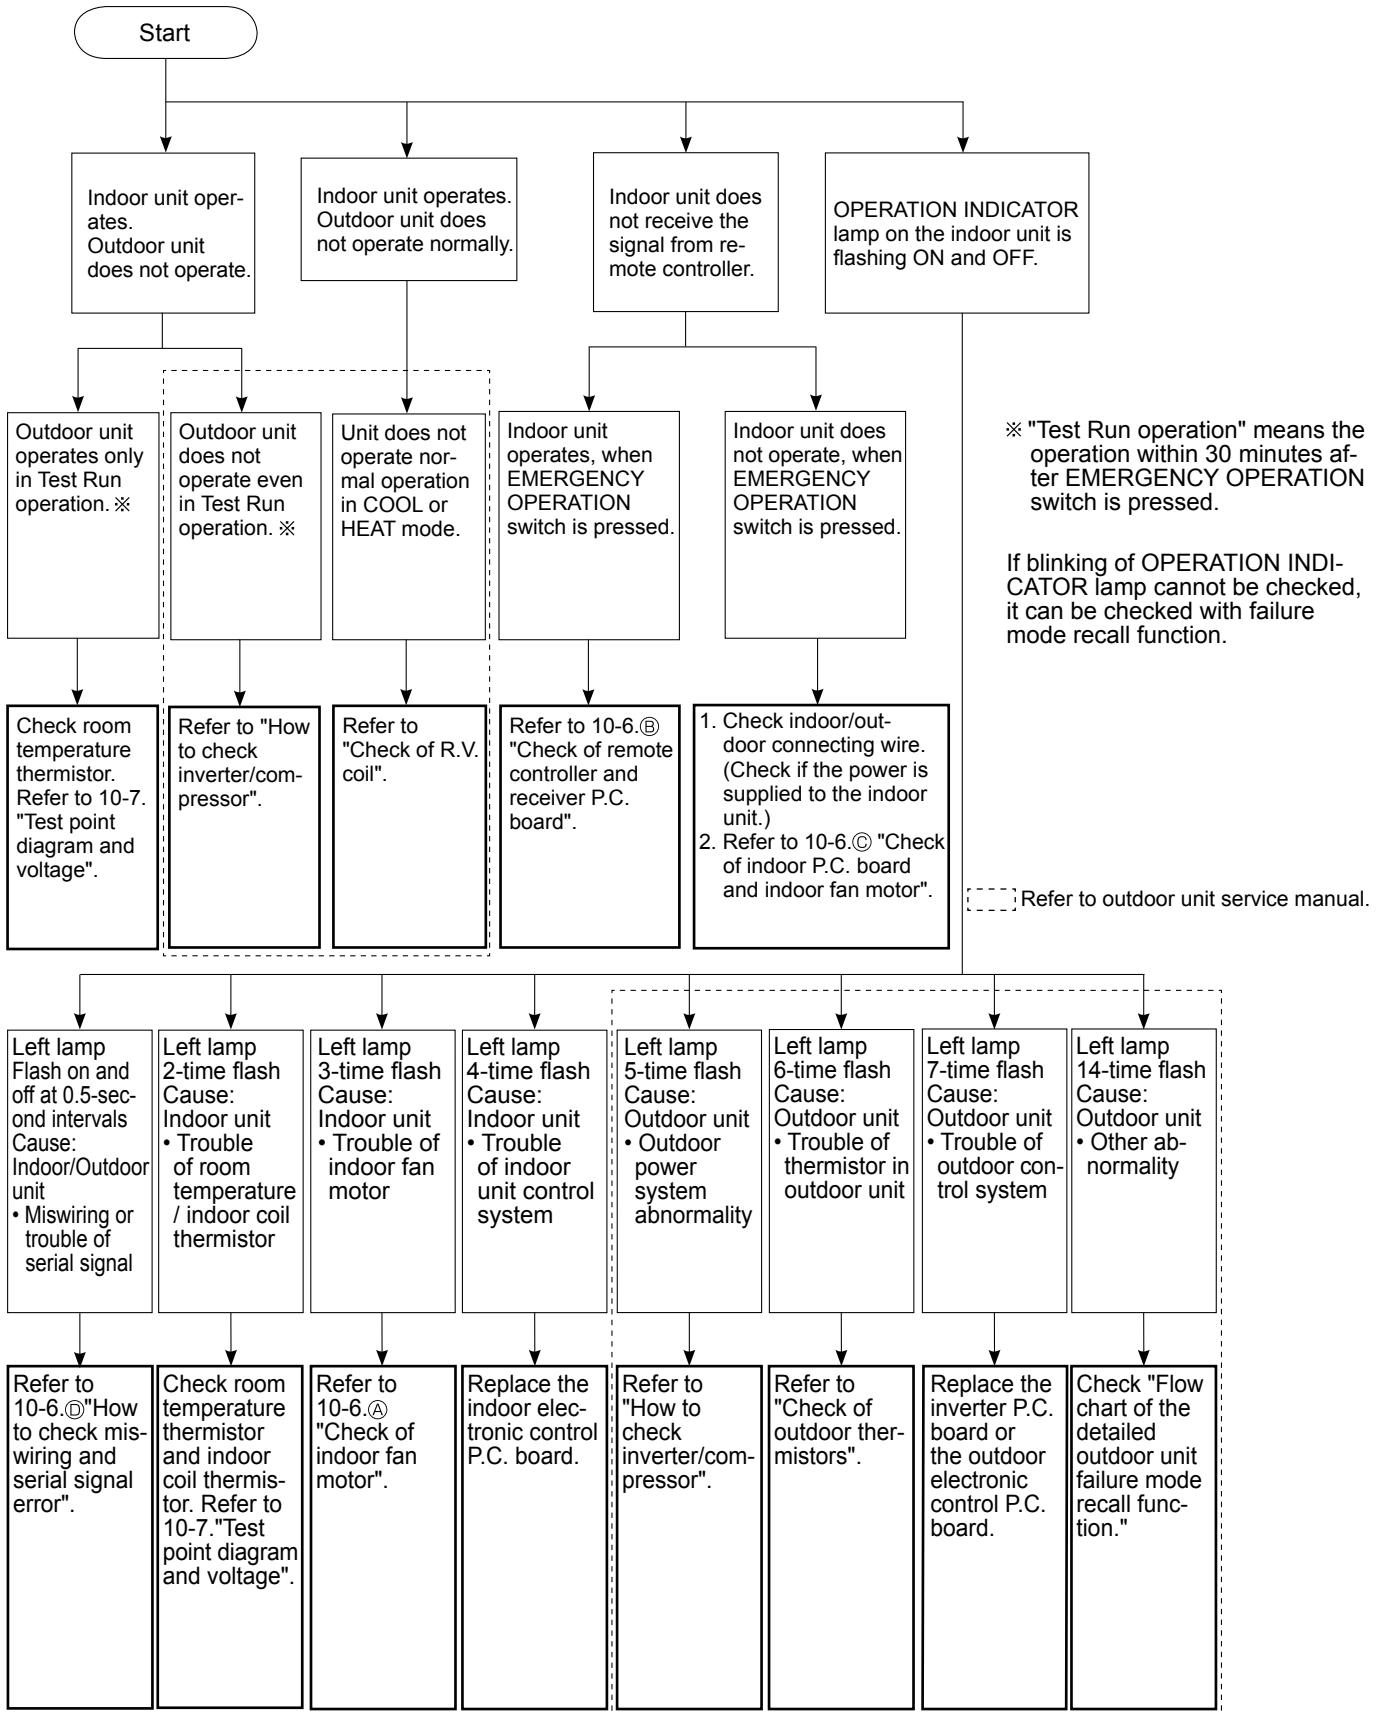 Start
Indoor unit oper-
ates.
Outdoor unit
does not operate.
Indoor unit operates.
Outdoor unit does
not operate normally.
Indoor unit does
not receive the
signal from re-
mote controller.
OPERATION INDICATOR
lamp on the indoor unit is
flashing ON and OFF.
Outdoor unit
operates only
in Test Run
operation. ※
Outdoor unit
does not
operate even
in Test Run
operation. ※
Unit does not
operate nor-
mal operation
in COOL or
HEAT mode.
Indoor unit
operates, when
EMERGENCY
OPERATION
switch is pressed.
Indoor unit does
not operate, when
EMERGENCY
OPERATION
switch is pressed.
※ "Test Run operation" means the
operation within 30 minutes af-
ter EMERGENCY OPERATION
switch is pressed.
If blinking of OPERATION INDI-
CATOR lamp cannot be checked,
it can be checked with failure
mode recall function.
Check room
temperature
thermistor.
Refer to 10-7.
"Test point
diagram and
voltage".
Refer to "How
to check
inverter/com-
pressor".
Refer to
"Check of R.V.
coil".
Refer to 10-6.Ⓑ
"Check of remote
controller and
receiver P.C.
board".
1. Check indoor/out-
door connecting wire.
(Check if the power is
supplied to the indoor
unit.)
2. Refer to 10-6.Ⓒ "Check
of indoor P.C. board
and indoor fan motor".
Refer to outdoor unit service manual.
Left lamp
Flash on and
off at 0.5-sec-
ond intervals
Cause:
Indoor/Outdoor
unit
• Miswiring or
trouble of
serial signal
Left lamp
2-time flash
Cause:
Indoor unit
• Trouble
of room
temperature
/ indoor coil
thermistor
Left lamp
3-time flash
Cause:
Indoor unit
• Trouble of
indoor fan
motor
Left lamp
4-time flash
Cause:
Indoor unit
• Trouble
of indoor
unit control
system
Left lamp
5-time flash
Cause:
Outdoor unit
• Outdoor
power
system
abnormality
Left lamp
6-time flash
Cause:
Outdoor unit
• Trouble of
thermistor in
outdoor unit
Left lamp
7-time flash
Cause:
Outdoor unit
• Trouble of
outdoor con-
trol system
Left lamp
14-time flash
Cause:
Outdoor unit
• Other ab-
normality
Refer to
10-6.Ⓓ"How
to check mis-
wiring and
serial signal
error".
Check room
temperature
thermistor
and indoor
coil thermis-
tor. Refer to
10-7."Test
point diagram
and voltage".
Refer to
10-6.Ⓐ
"Check of
indoor fan
motor".
Replace the
indoor elec-
tronic control
P.C. board.
Refer to
"How to
check
inverter/com-
pressor".
Refer to
"Check of
outdoor ther-
mistors".
Replace the
inverter P.C.
board or
the outdoor
electronic
control P.C.
board.
Check "Flow
chart of the
detailed
outdoor unit
failure mode
recall func-
tion."